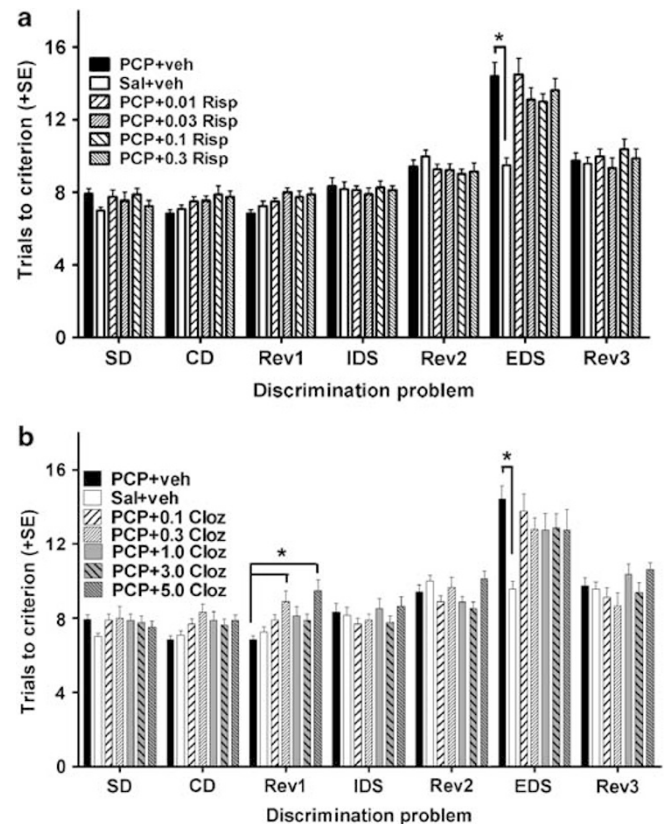 a
16
12
8
4
0
Trials to criterion (+SE)
PCP+veh
Sal+veh
PCP+0.01 Risp
PCP+0.03 Risp
PCP+0.1 Risp
PCP+0.3 Risp
*
SD CD Rev1 IDS Rev2 EDS Rev3
Discrimination problem
b
16
12
8
4
0
Trials to criterion (+SE)
PCP+veh
Sal+veh
PCP+0.1 Cloz
PCP+0.3 Cloz
PCP+1.0 Cloz
PCP+3.0 Cloz
PCP+5.0 Cloz
*
*
SD CD Rev1 IDS Rev2 EDS Rev3
Discrimination problem